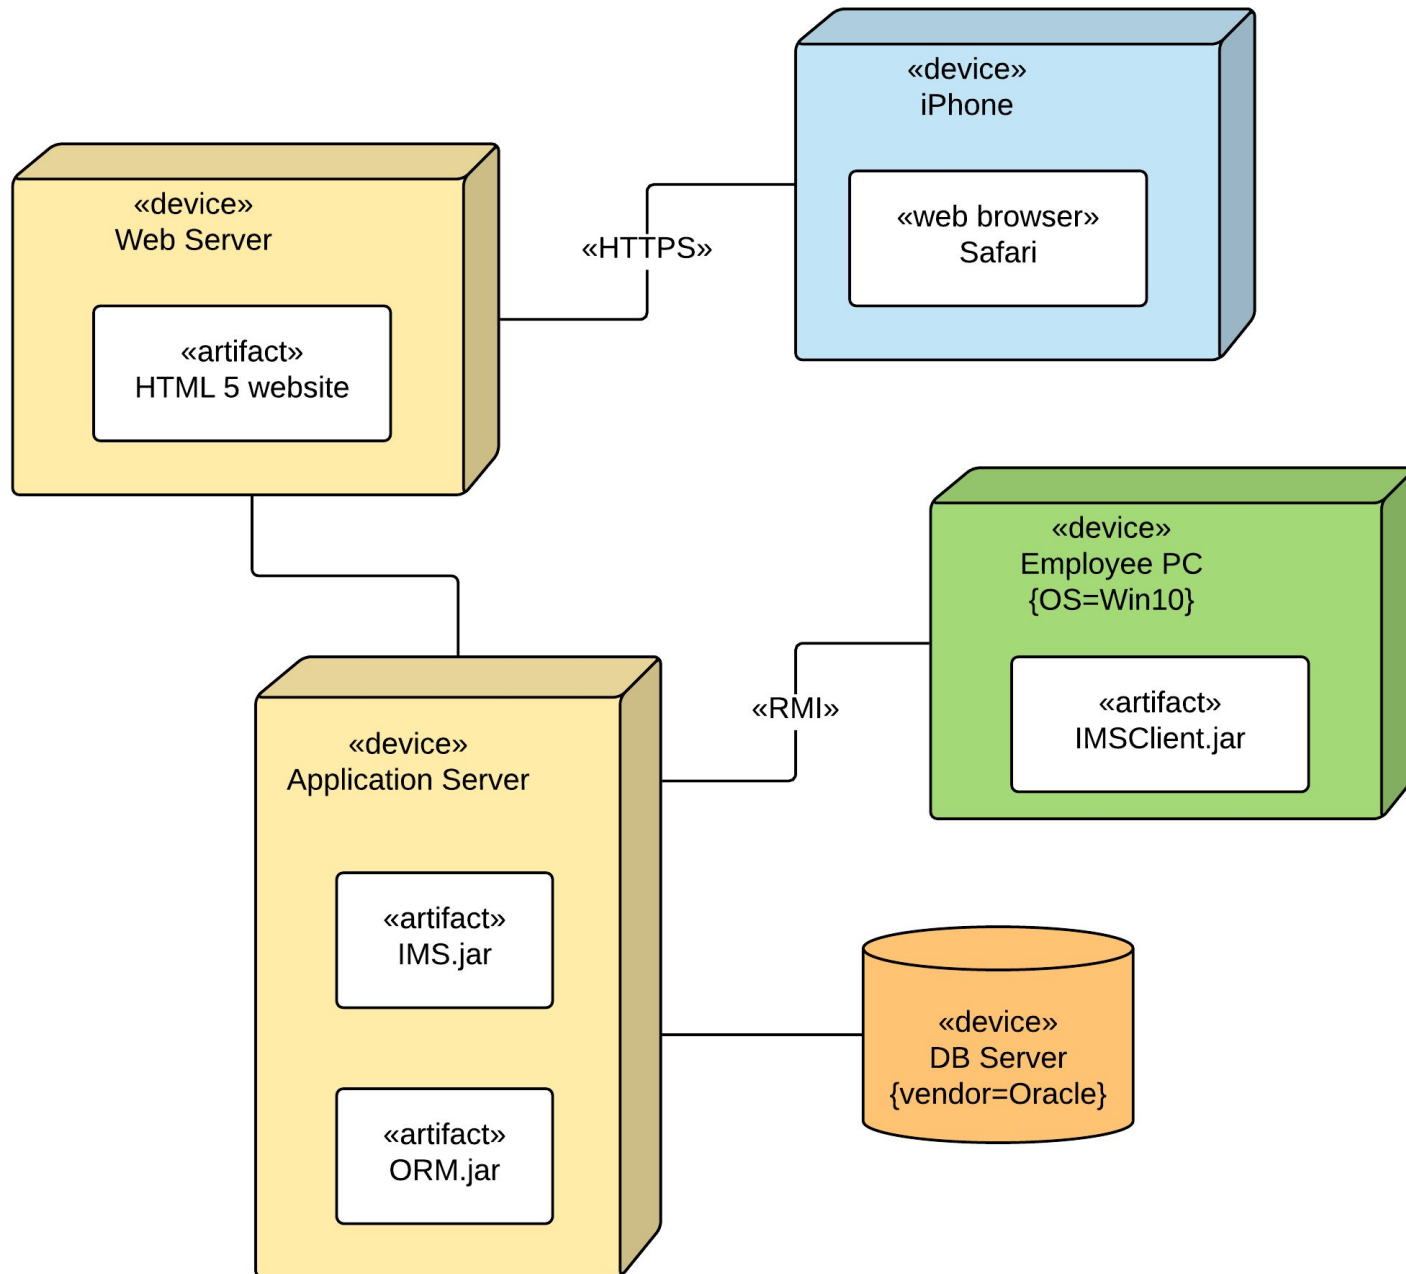 «device»
iPhone
«web browser»
Safari
«device»
Web Server
«HTTPS»
«artifact»
HTML 5 website
«device»
Employee PC
{OS=Win10}
«artifact»
IMSClient.jar
«RMI»
«device»
Application Server
«artifact»
IMS.jar
«device»
DB Server
{vendor=Oracle}
«artifact»
ORM.jar